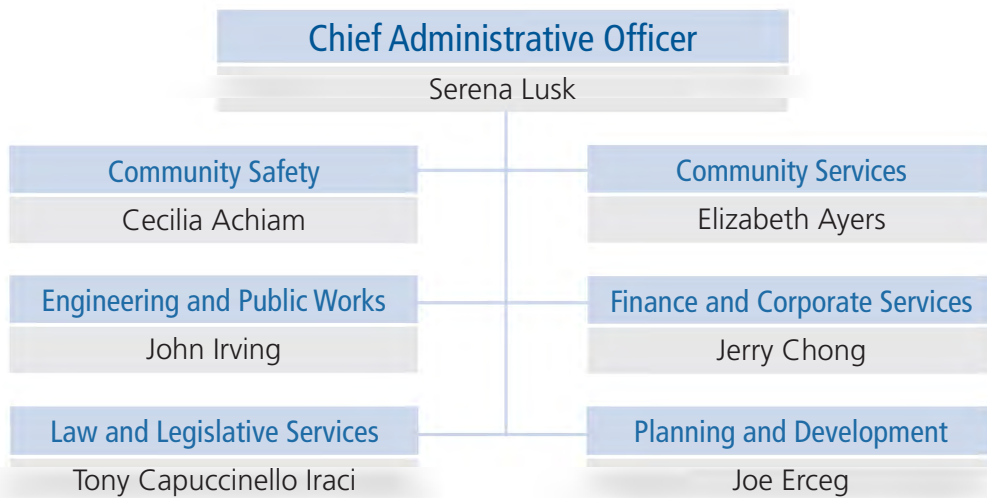 Chief Administrative Officer
Serena Lusk
Community Safety
Cecilia Achiam
Community Services
Elizabeth Ayers
Engineering and Public Works
John Irving
Finance and Corporate Services
Jerry Chong
Law and Legislative Services
Tony Capuccinello Iraci
Planning and Development
Joe Erceg